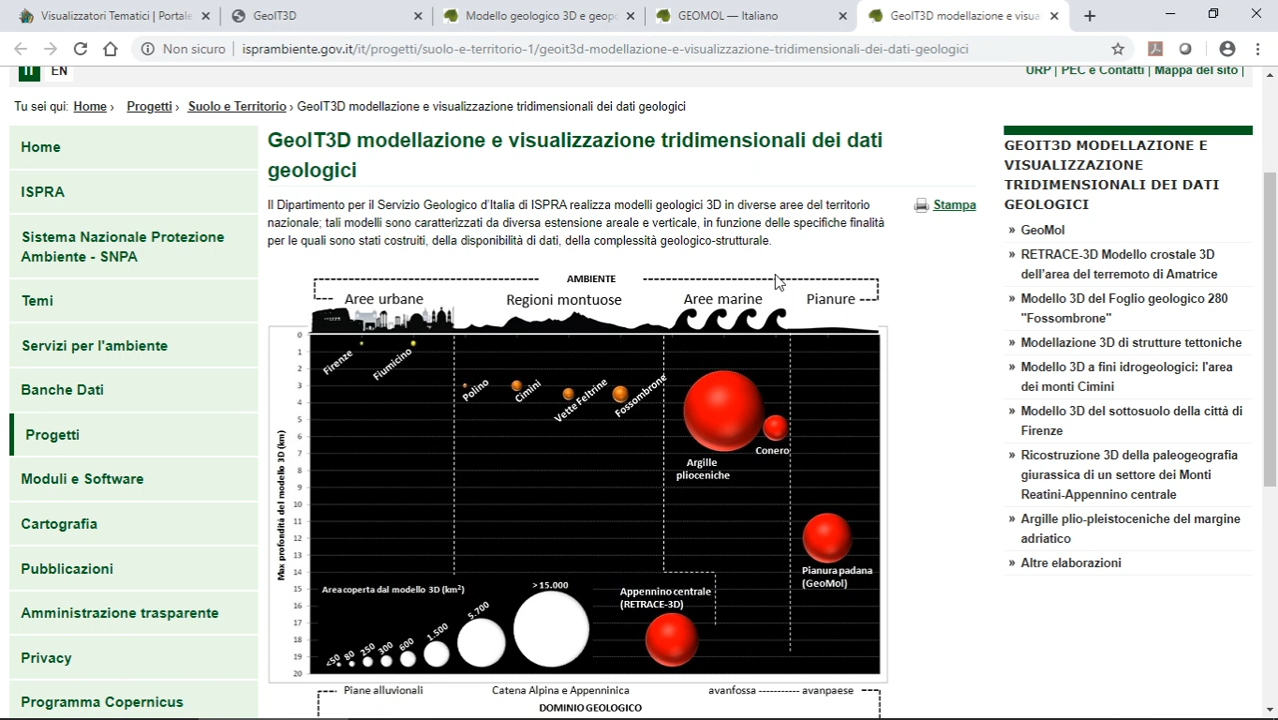 Visualizzatori Tematici | Portale
GeoIT3D
Modello geologico 3D e geopo
GEOMOL — Italiano
GeoIT3D modellazione e visua
Non sicuro
isprambiente.gov.it/it/progetti/suolo-e-territorio-1/geoit3d-modellazione-e-visualizzazione-tridimensionali-dei-dati-geologici
IT
EN
URP | PEC e Contatti | Mappa del sito |
Tu sei qui: Home › Progetti › Suolo e Territorio › GeoIT3D modellazione e visualizzazione tridimensionali dei dati geologici
Home
ISPRA
Sistema Nazionale Protezione
Ambiente - SNPA
Temi
Servizi per l'ambiente
Banche Dati
Progetti
Moduli e Software
Cartografia
Pubblicazioni
Amministrazione trasparente
Privacy
Programma Copernicus
GeoIT3D modellazione e visualizzazione tridimensionali dei dati
geologici
Il Dipartimento per il Servizio Geologico d'Italia di ISPRA realizza modelli geologici 3D in diverse aree del territorio
nazionale; tali modelli sono caratterizzati da diversa estensione areale e verticale, in funzione delle specifiche finalità
per le quali sono stati costruiti, della disponibilità di dati, della complessità geologico-strutturale.
Stampa
AMBIENTE
Aree urbane
Regioni montuose
Aree marine
Pianure
Max profondità del modello 3D (km)
0
1
2
3
4
5
6
7
8
9
10
11
12
13
14
15
16
17
18
19
20
Firenze
Fiumicino
Polino
Cimini
Vette Feltrine
Fossombrone
Argille
plioceniche
Conero
Pianura padana
(GeoMol)
Appennino centrale
(RETRACE-3D)
Area coperta dal modello 3D (km²)
<50
80
250
300
600
1.500
5.700
>15.000
Piane alluvionali
Catena Alpina e Appenninica
avanfossa ----------- avanpaese
DOMINIO GEOLOGICO
GEOIT3D MODELLAZIONE E
VISUALIZZAZIONE
TRIDIMENSIONALI DEI DATI
GEOLOGICI
» GeoMol
» RETRACE-3D Modello crostale 3D
dell'area del terremoto di Amatrice
» Modello 3D del Foglio geologico 280
"Fossombrone"
» Modellazione 3D di strutture tettoniche
» Modello 3D a fini idrogeologici: l'area
dei monti Cimini
» Modello 3D del sottosuolo della città di
Firenze
» Ricostruzione 3D della paleogeografia
giurassica di un settore dei Monti
Reatini-Appennino centrale
» Argille plio-pleistoceniche del margine
adriatico
» Altre elaborazioni